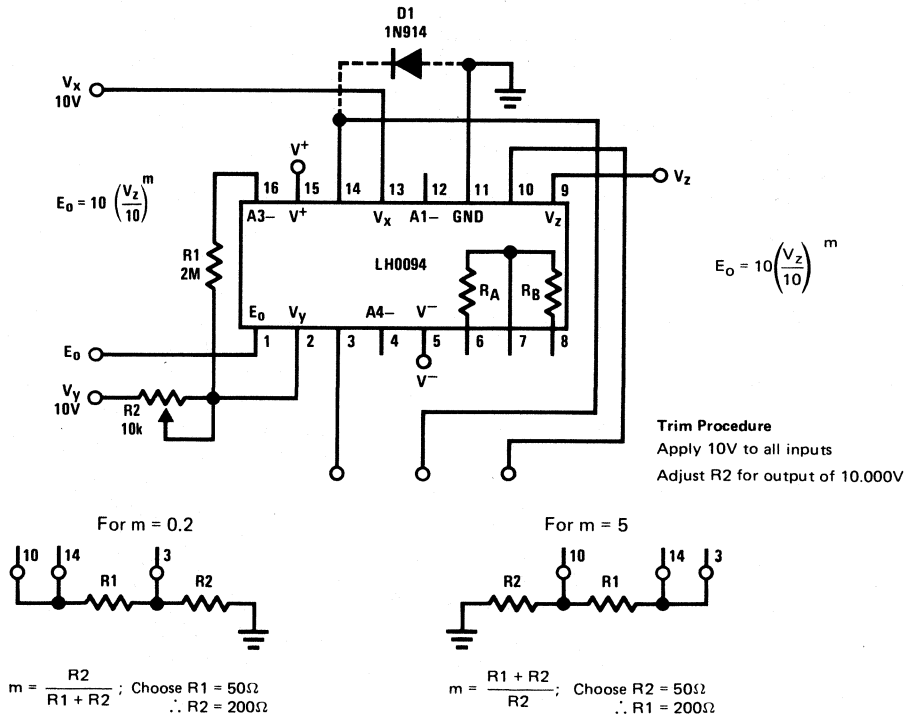 D1
1N914
Vx
10V
V+
Vz
16 15 14 13 12 11 10 9
Eo = 10 (Vz/10)^m
A3– V+ Vx A1– GND Vz
R1
2M
LH0094
RA RB
Eo = 10 (Vz/10)^m
Eo Vy A4– V–
1 2 3 4 5 6 7 8
Eo
V–
Vy
10V
R2
10k
Trim Procedure
Apply 10V to all inputs
Adjust R2 for output of 10.000V
For m = 0.2
10 14 3
R1 R2
m = R2 / R1 + R2 ; Choose R1 = 50Ω
∴ R2 = 200Ω
For m = 5
10 14 3
R2 R1
m = R1 + R2 / R2 ; Choose R2 = 50Ω
∴ R1 = 200Ω